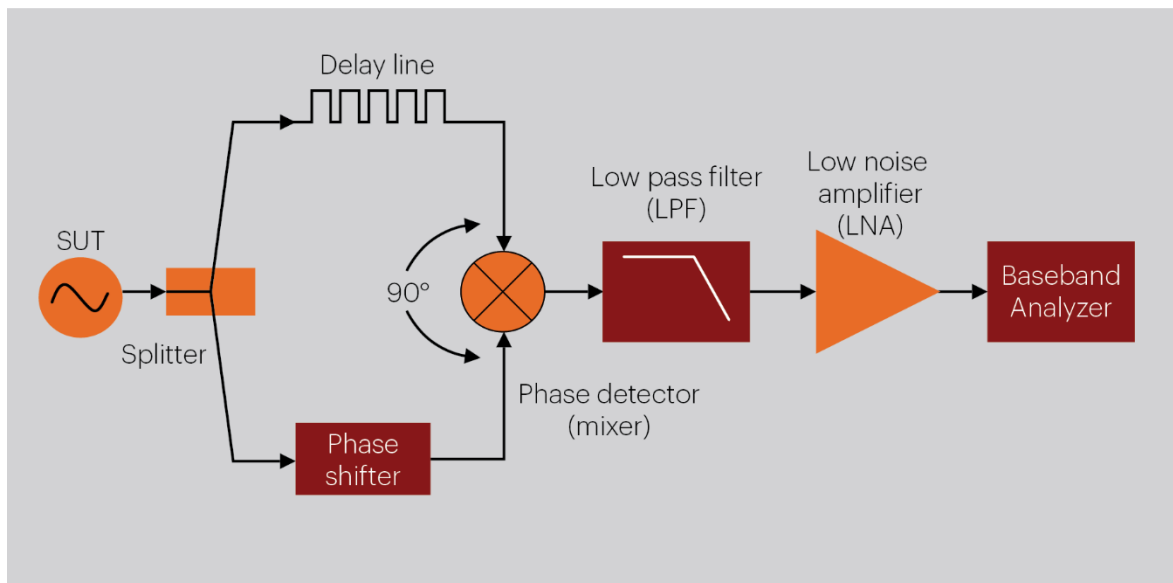 Delay line
SUT
Splitter
90°
Phase
shifter
Phase detector
(mixer)
Low pass filter
(LPF)
Low noise
amplifier
(LNA)
Baseband
Analyzer